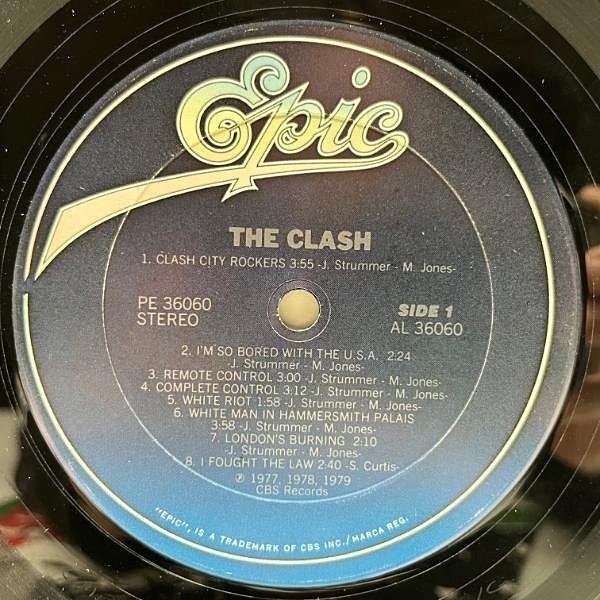 Epic
THE CLASH
1. CLASH CITY ROCKERS 3:55 -J. Strummer - M. Jones-
PE 36060
STEREO
SIDE 1
AL 36060
2. I'M SO BORED WITH THE U.S.A. 2:24
-J. Strummer - M. Jones-
3. REMOTE CONTROL 3:00 -J. Strummer - M. Jones-
4. COMPLETE CONTROL 3:12 -J. Strummer - M. Jones-
5. WHITE RIOT 1:58 -J. Strummer - M. Jones-
6. WHITE MAN IN HAMMERSMITH PALAIS
3:58 -J. Strummer - M. Jones-
7. LONDON'S BURNING 2:10
-J. Strummer - M. Jones-
8. I FOUGHT THE LAW 2:40 -S. Curtis-
℗ 1977, 1978, 1979
CBS Records
"EPIC", IS A TRADEMARK OF CBS INC./MARCA REG.